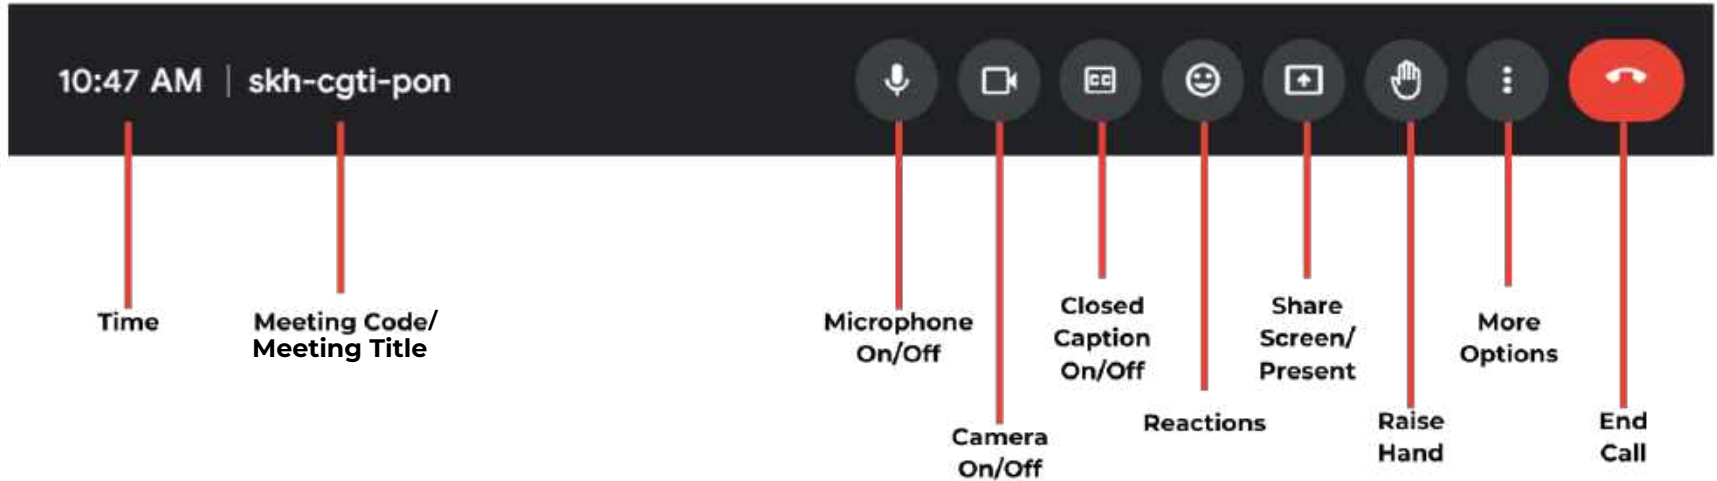 10:47 AM | skh-cgti-pon
CC
Time
Meeting Code/
Meeting Title
Microphone
On/Off
Camera
On/Off
Closed
Caption
On/Off
Reactions
Share
Screen/
Present
Raise
Hand
More
Options
End
Call